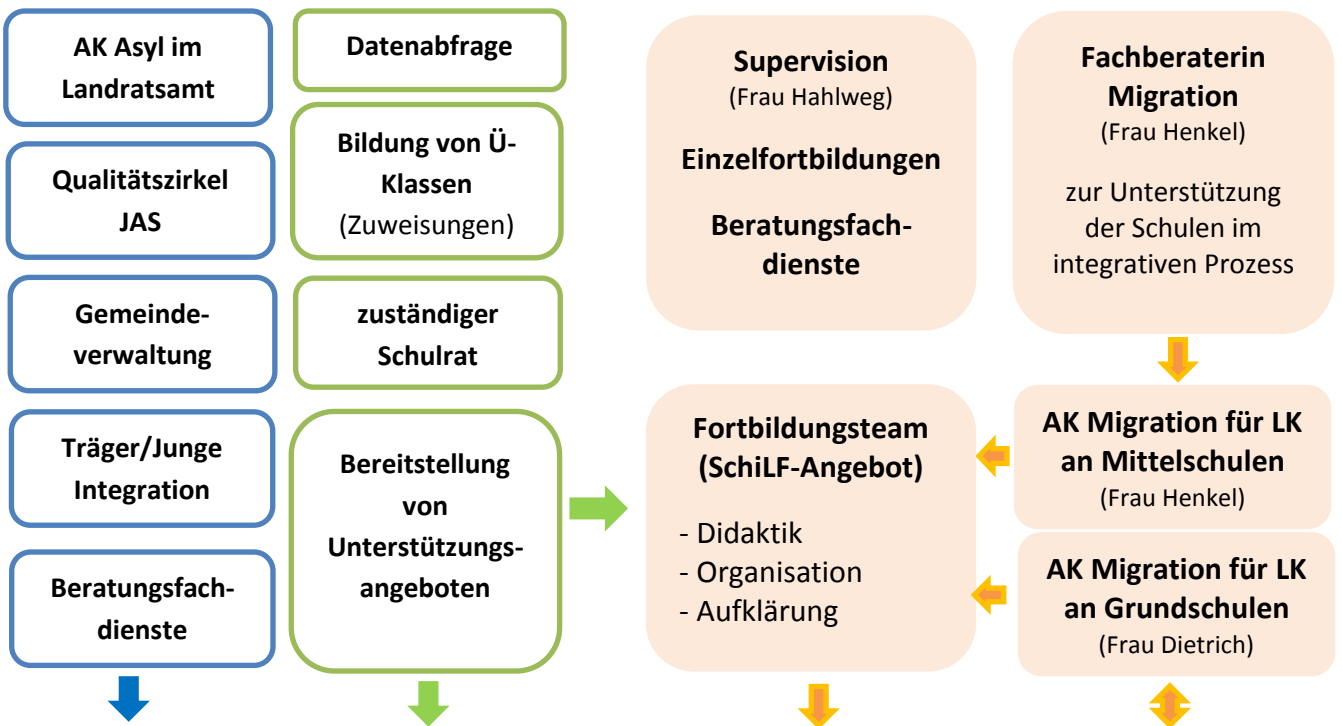 AK Asyl im
Landratsamt
Qualitätszirkel
JAS
Gemeinde-
verwaltung
Träger/Junge
Integration
Beratungsfach-
dienste
Datenabfrage
Bildung von Ü-
Klassen
(Zuweisungen)
zuständiger
Schulrat
Bereitstellung
von
Unterstützungs-
angeboten
Supervision
(Frau Hahlweg)
Einzelfortbildungen
Beratungsfach-
dienste
Fortbildungsteam
(SchiLF-Angebot)
- Didaktik
- Organisation
- Aufklärung
Fachberaterin
Migration
(Frau Henkel)
zur Unterstützung
der Schulen im
integrativen Prozess
AK Migration für LK
an Mittelschulen
(Frau Henkel)
AK Migration für LK
an Grundschulen
(Frau Dietrich)